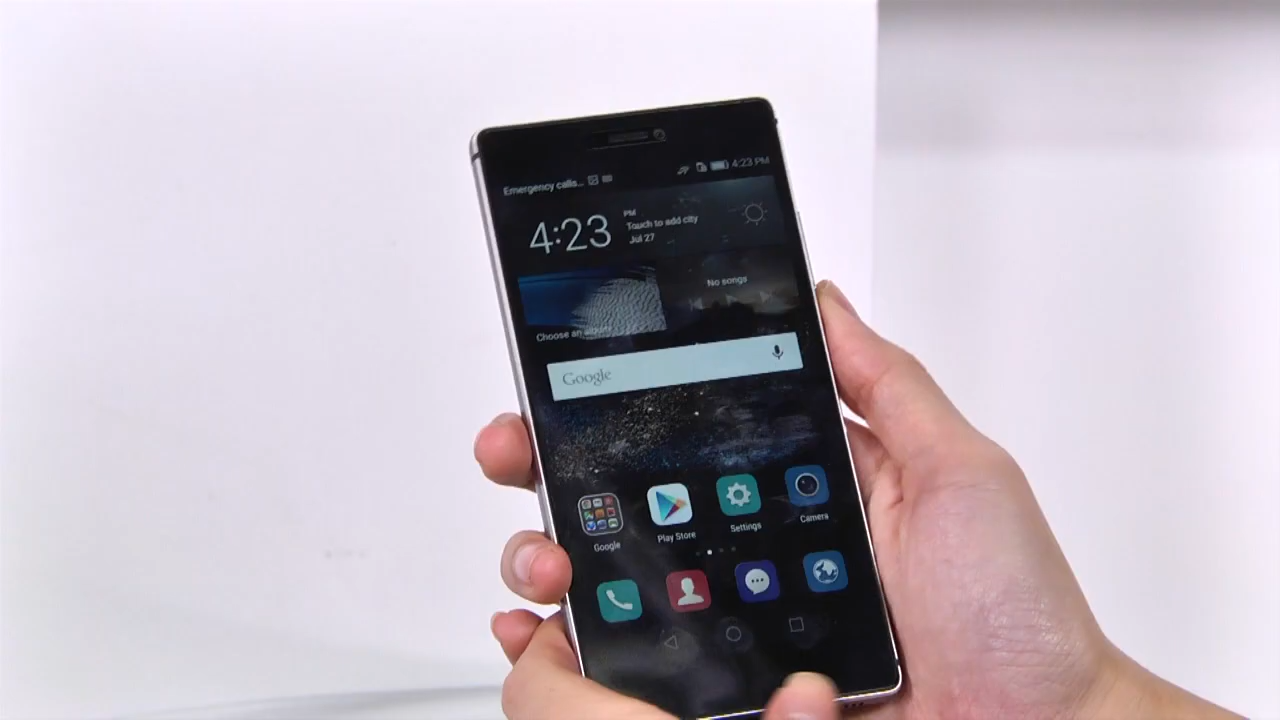 Emergency calls... 4:23 PM
4:23 PM
Touch to add city
Jul 27
No songs
Choose an album
Google
Google Play Store Settings Camera